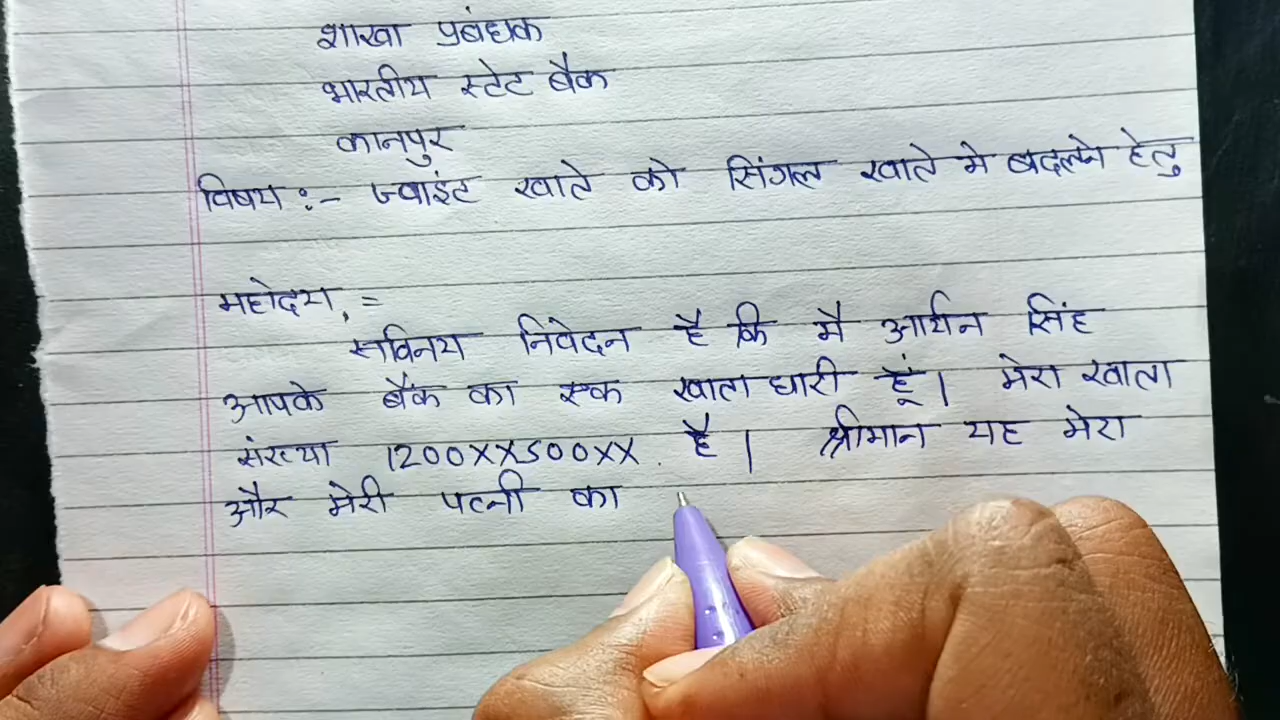 शाखा प्रबंधक
भारतीय स्टेट बैंक
कानपुर
विषय :- ज्वाइंट खाते को सिंगल खाते मे बदलने हेतु
महोदय, =
सविनय निवेदन है कि मै आर्यन सिंह
आपके बैंक का एक खाता धारी हूं। मेरा खाता
संख्या 1200XX500XX. है । श्रीमान यह मेरा
और मेरी पत्नी का